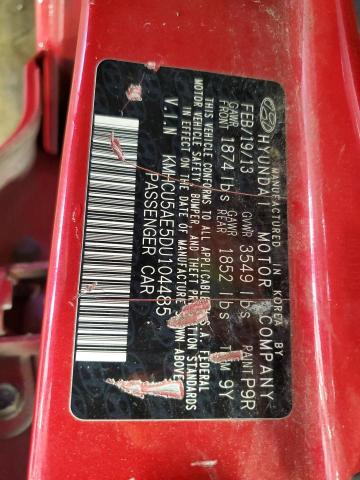 MANUFACTURED IN KOREA BY
HYUNDAI MOTOR COMPANY
FEB/19/13 GVWR 3549 lbs PAINT P9R
GAWR FRONT 1874 lbs GAWR REAR 1852 lbs TRIM 9Y
THIS VEHICLE CONFORMS TO ALL APPLICABLE U.S.A. FEDERAL
MOTOR VEHICLE SAFETY, BUMPER, AND THEFT PREVENTION STANDARDS
IN EFFECT ON THE DATE OF MANUFACTURE SHOWN ABOVE.
V.I.N KMHCU5AE5DU104485
PASSENGER CAR